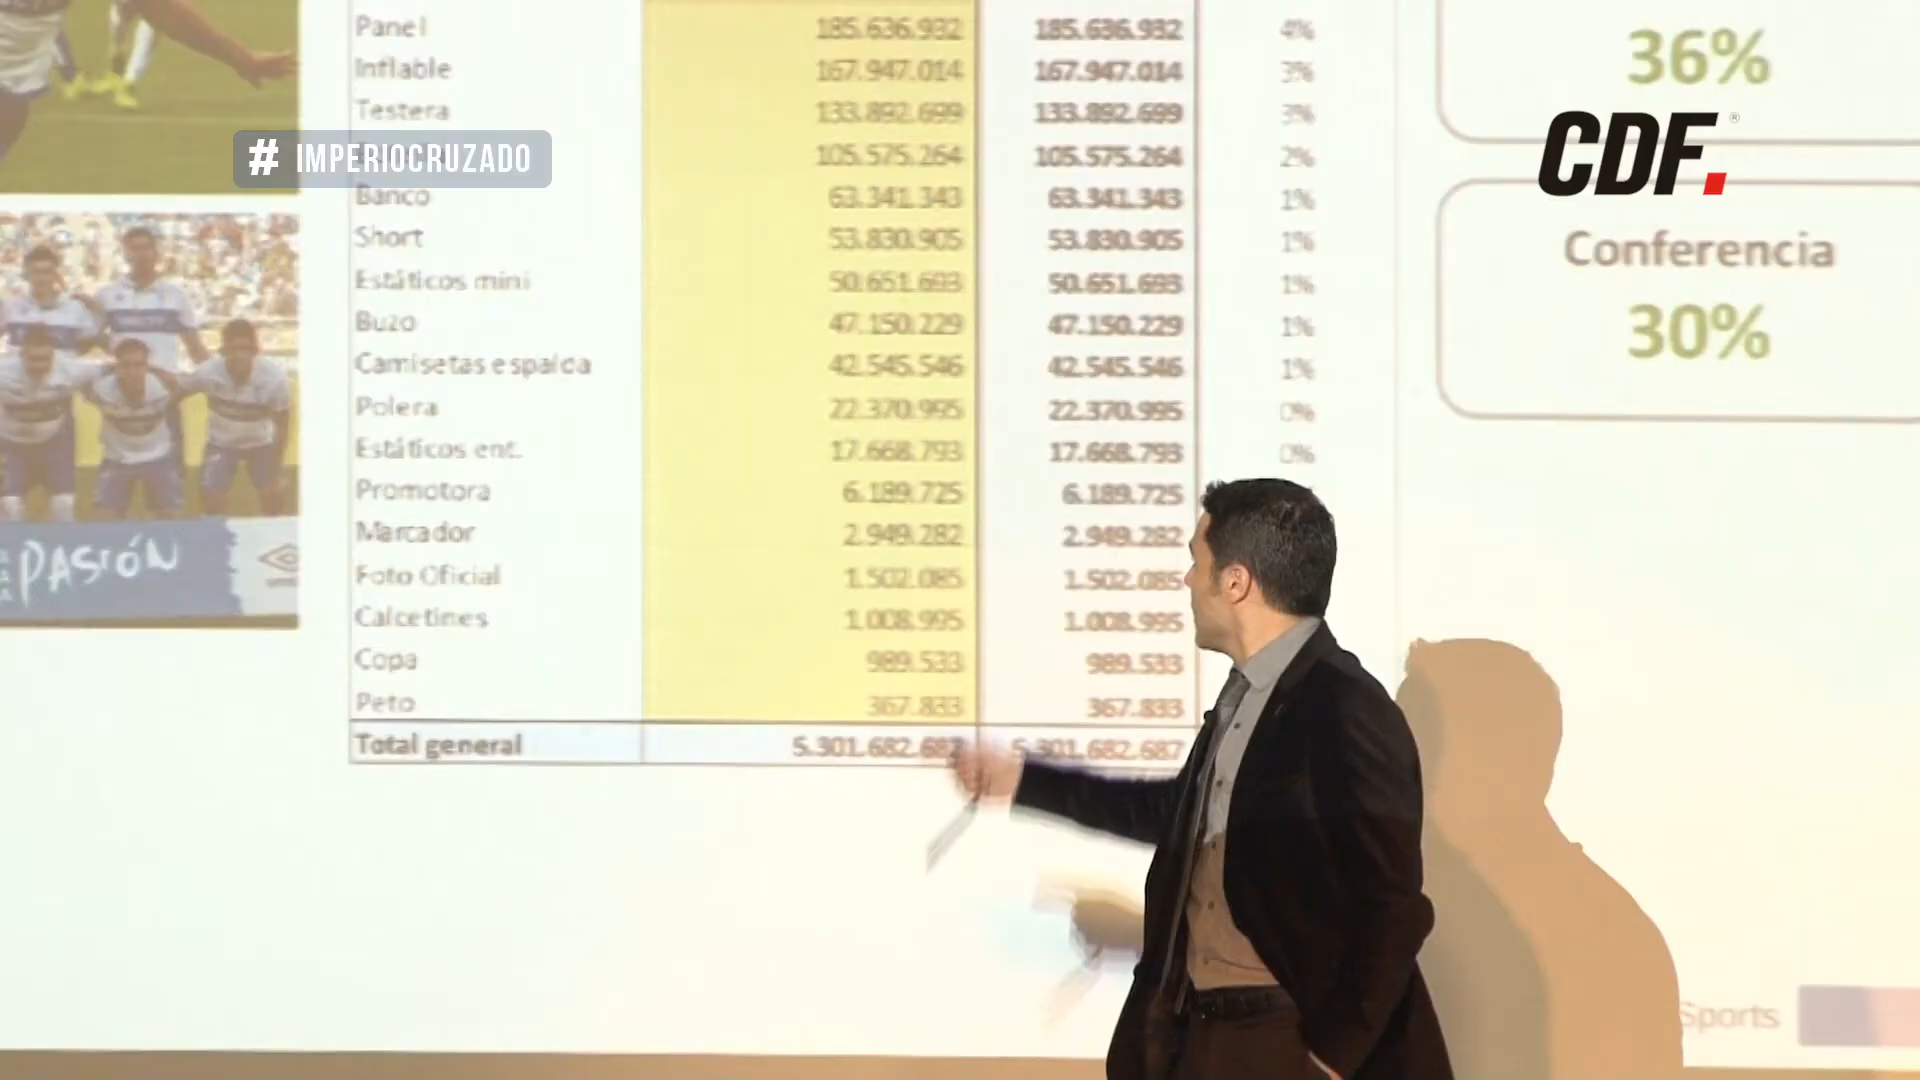 Panel 185.636.932 185.636.932 4%
Inflable 167.947.014 167.947.014 3%
Testera 133.892.699 133.892.699 3%
105.575.264 105.575.264 2%
Banco 63.341.343 63.341.343 1%
Short 53.830.905 53.830.905 1%
Estáticos mini 50.651.693 50.651.693 1%
Buzo 47.150.229 47.150.229 1%
Camisetas espalda 42.545.546 42.545.546 1%
Polera 22.370.995 22.370.995 0%
Estáticos ent. 17.668.793 17.668.793 0%
Promotora 6.189.725 6.189.725
Marcador 2.949.282 2.949.282
Foto Oficial 1.502.085 1.502.085
Calcetines 1.008.995 1.008.995
Copa 989.533 989.533
Peto 367.833 367.833
Total general 5.301.682.687 5.301.682.687
36%
CDF.®
Conferencia
30%
# IMPERIOCRUZADO
PASIÓN
Sports